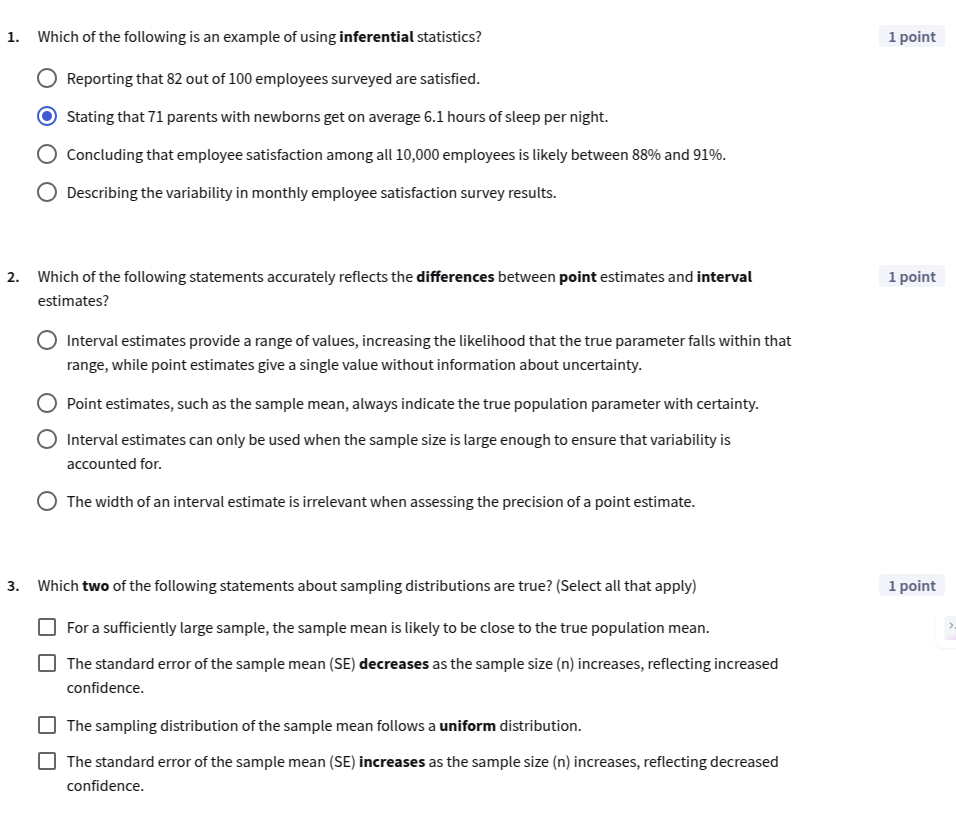 1. Which of the following is an example of using inferential statistics? 1 point
Reporting that 82 out of 100 employees surveyed are satisfied.
Stating that 71 parents with newborns get on average 6.1 hours of sleep per night.
Concluding that employee satisfaction among all 10,000 employees is likely between 88% and 91%.
Describing the variability in monthly employee satisfaction survey results.
2. Which of the following statements accurately reflects the differences between point estimates and interval 1 point
estimates?
Interval estimates provide a range of values, increasing the likelihood that the true parameter falls within that
range, while point estimates give a single value without information about uncertainty.
Point estimates, such as the sample mean, always indicate the true population parameter with certainty.
Interval estimates can only be used when the sample size is large enough to ensure that variability is
accounted for.
The width of an interval estimate is irrelevant when assessing the precision of a point estimate.
3. Which two of the following statements about sampling distributions are true? (Select all that apply) 1 point
For a sufficiently large sample, the sample mean is likely to be close to the true population mean.
The standard error of the sample mean (SE) decreases as the sample size (n) increases, reflecting increased
confidence.
The sampling distribution of the sample mean follows a uniform distribution.
The standard error of the sample mean (SE) increases as the sample size (n) increases, reflecting decreased
confidence.